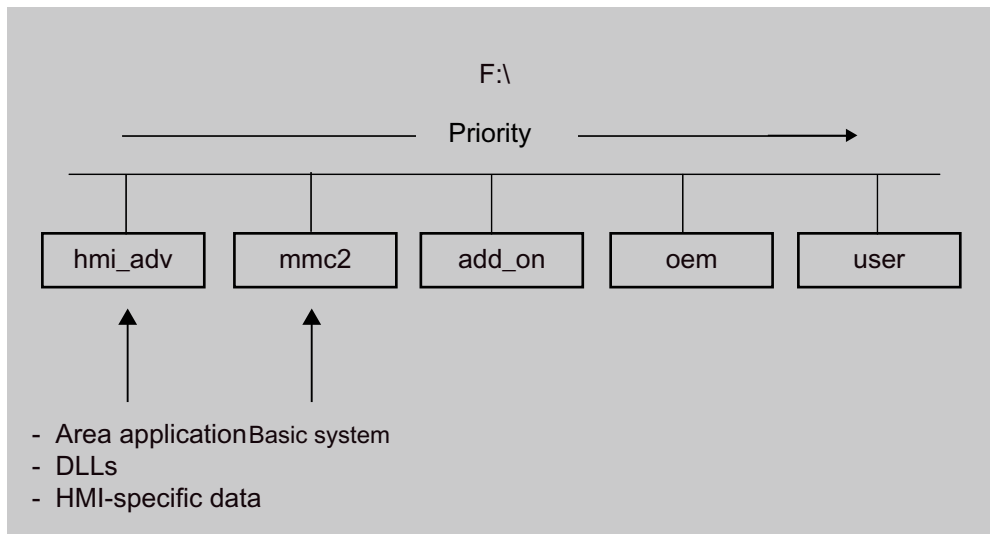 F:\
Priority
hmi_adv mmc2 add_on oem user
- Area application Basic system
- DLLs
- HMI-specific data